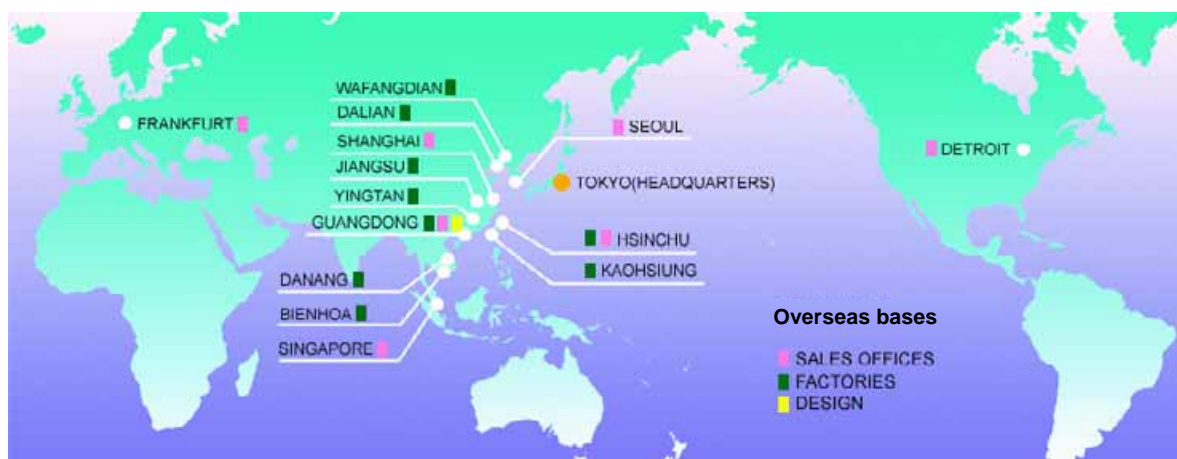 WAFANGDIAN
DALIAN
FRANKFURT
SHANGHAI
SEOUL
JIANGSU
DETROIT
YINGTAN
TOKYO(HEADQUARTERS)
GUANGDONG
HSINCHU
DANANG
KAOHSIUNG
BIENHOA
SINGAPORE
Overseas bases
SALES OFFICES
FACTORIES
DESIGN